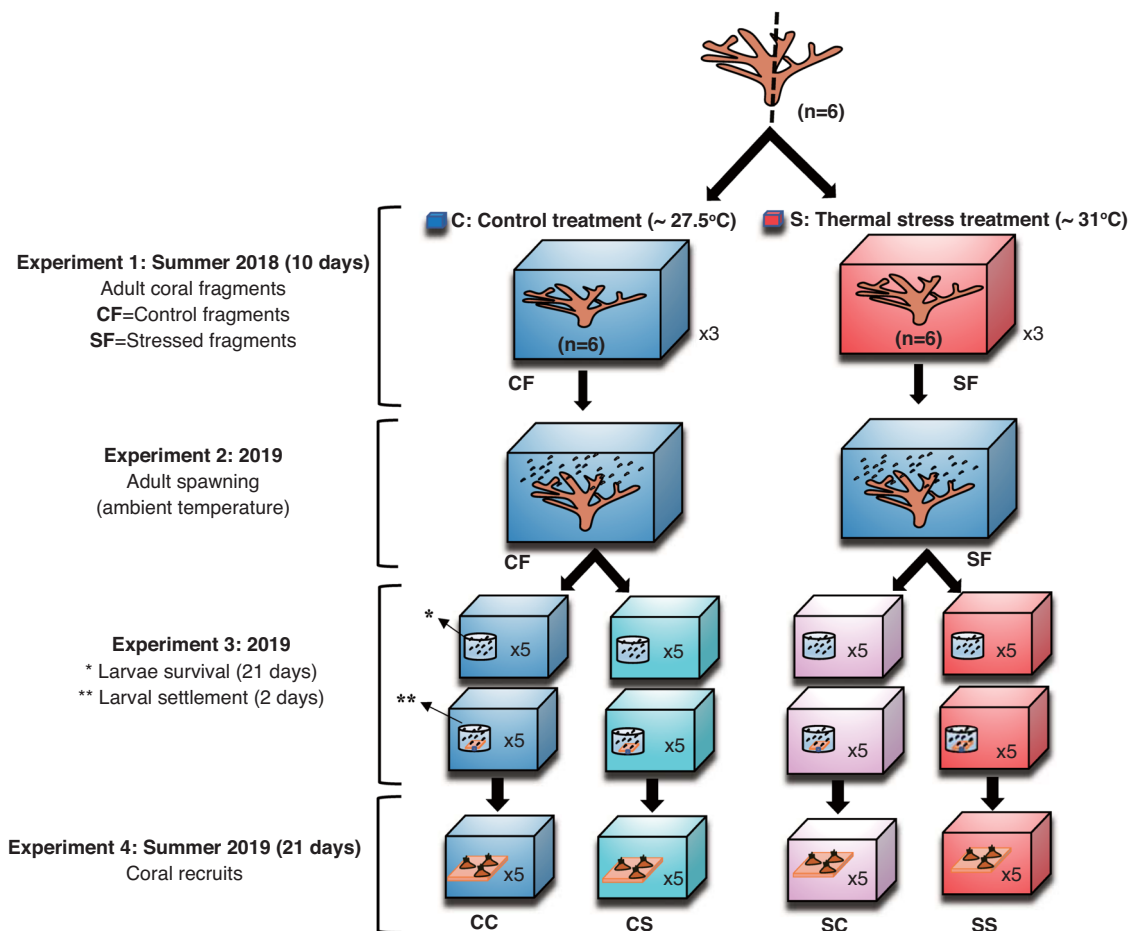 (n=6)
C: Control treatment (~ 27.5ºC)
S: Thermal stress treatment (~ 31ºC)
Experiment 1: Summer 2018 (10 days)
Adult coral fragments
CF=Control fragments
SF=Stressed fragments
(n=6)
x3
(n=6)
x3
CF
SF
Experiment 2: 2019
Adult spawning
(ambient temperature)
CF
SF
Experiment 3: 2019
* Larvae survival (21 days)
** Larval settlement (2 days)
*
x5
x5
x5
x5
**
x5
x5
x5
x5
Experiment 4: Summer 2019 (21 days)
Coral recruits
x5
x5
x5
x5
CC
CS
SC
SS